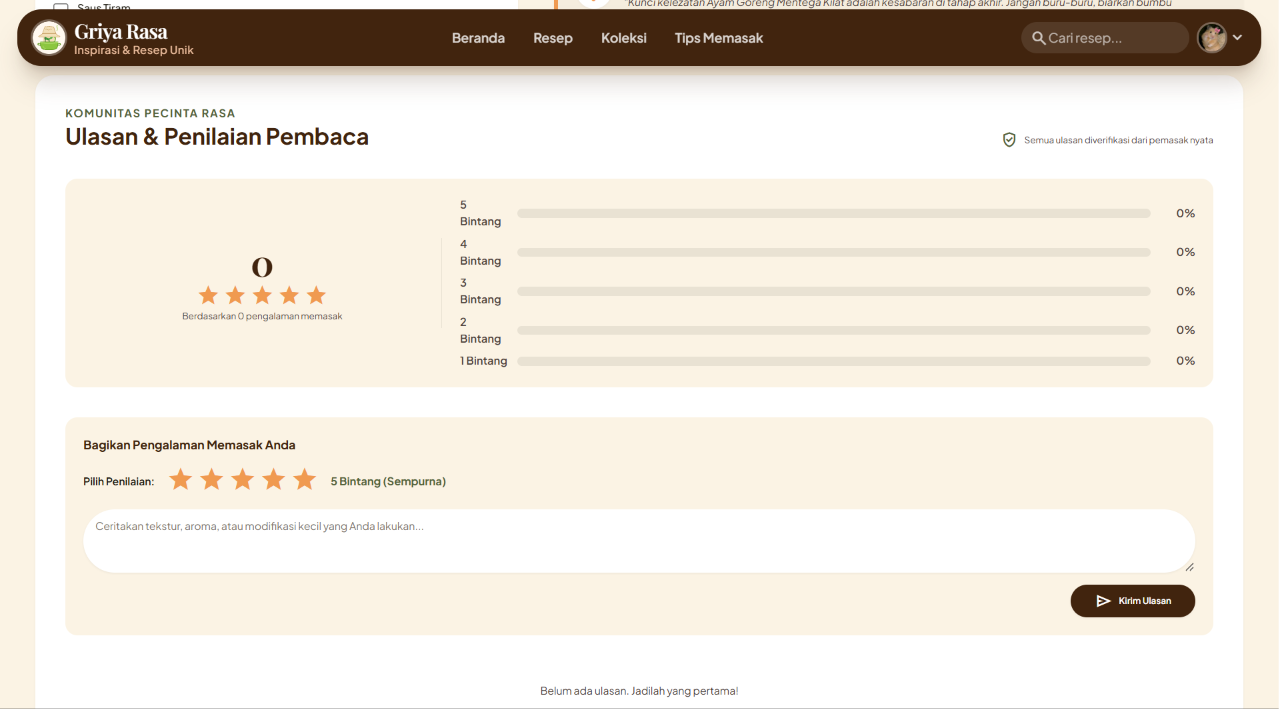 Saus Tiram
"Kunci kelezatan Ayam Goreng Mentega Kilat adalah kesabaran di tahap akhir. Jangan buru-buru, biarkan bumbu
Griya Rasa
Inspirasi & Resep Unik
Beranda
Resep
Koleksi
Tips Memasak
Cari resep...
KOMUNITAS PECINTA RASA
Ulasan & Penilaian Pembaca
Semua ulasan diverifikasi dari pemasak nyata
0
Berdasarkan 0 pengalaman memasak
5
Bintang
0%
4
Bintang
0%
3
Bintang
0%
2
Bintang
0%
1 Bintang
0%
Bagikan Pengalaman Memasak Anda
Pilih Penilaian:
5 Bintang (Sempurna)
Ceritakan tekstur, aroma, atau modifikasi kecil yang Anda lakukan...
Kirim Ulasan
Belum ada ulasan. Jadilah yang pertama!